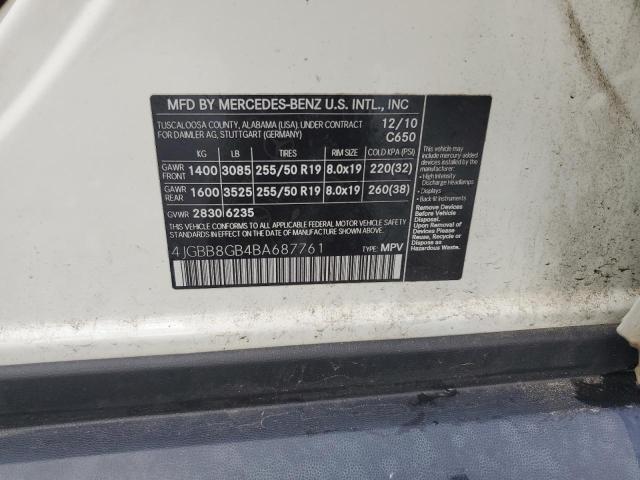 MFD BY MERCEDES-BENZ U.S. INTL., INC
TUSCALOOSA COUNTY, ALABAMA (USA), UNDER CONTRACT 12/10
FOR DAIMLER AG, STUTTGART (GERMANY) C650
KG LB TIRES RIM SIZE COLD KPA (PSI)
GAWR FRONT 1400 3085 255/50 R19 8.0x19 220(32)
GAWR REAR 1600 3525 255/50 R19 8.0x19 260(38)
GVWR 2830 6235
THIS VEHICLE CONFORMS TO ALL APPLICABLE FEDERAL MOTOR VEHICLE SAFETY
STANDARDS IN EFFECT ON THE DATE OF MANUFACTURE SHOWN ABOVE.
4JGBB8GB4BA687761 TYPE: MPV
This vehicle may
include mercury added
devices installed by the
manufacturer:
- High Intensity
Discharge Headlamps
- Back lit Instrument
Cluster
Remove Devices Before
Vehicle Disposal.
Upon Removal of
Devices Please
Reuse, Recycle or
Dispose as
Hazardous Waste.